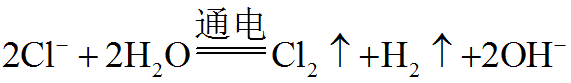 2Cl⁻+2H₂O =通电= Cl₂↑+H₂↑+2OH⁻